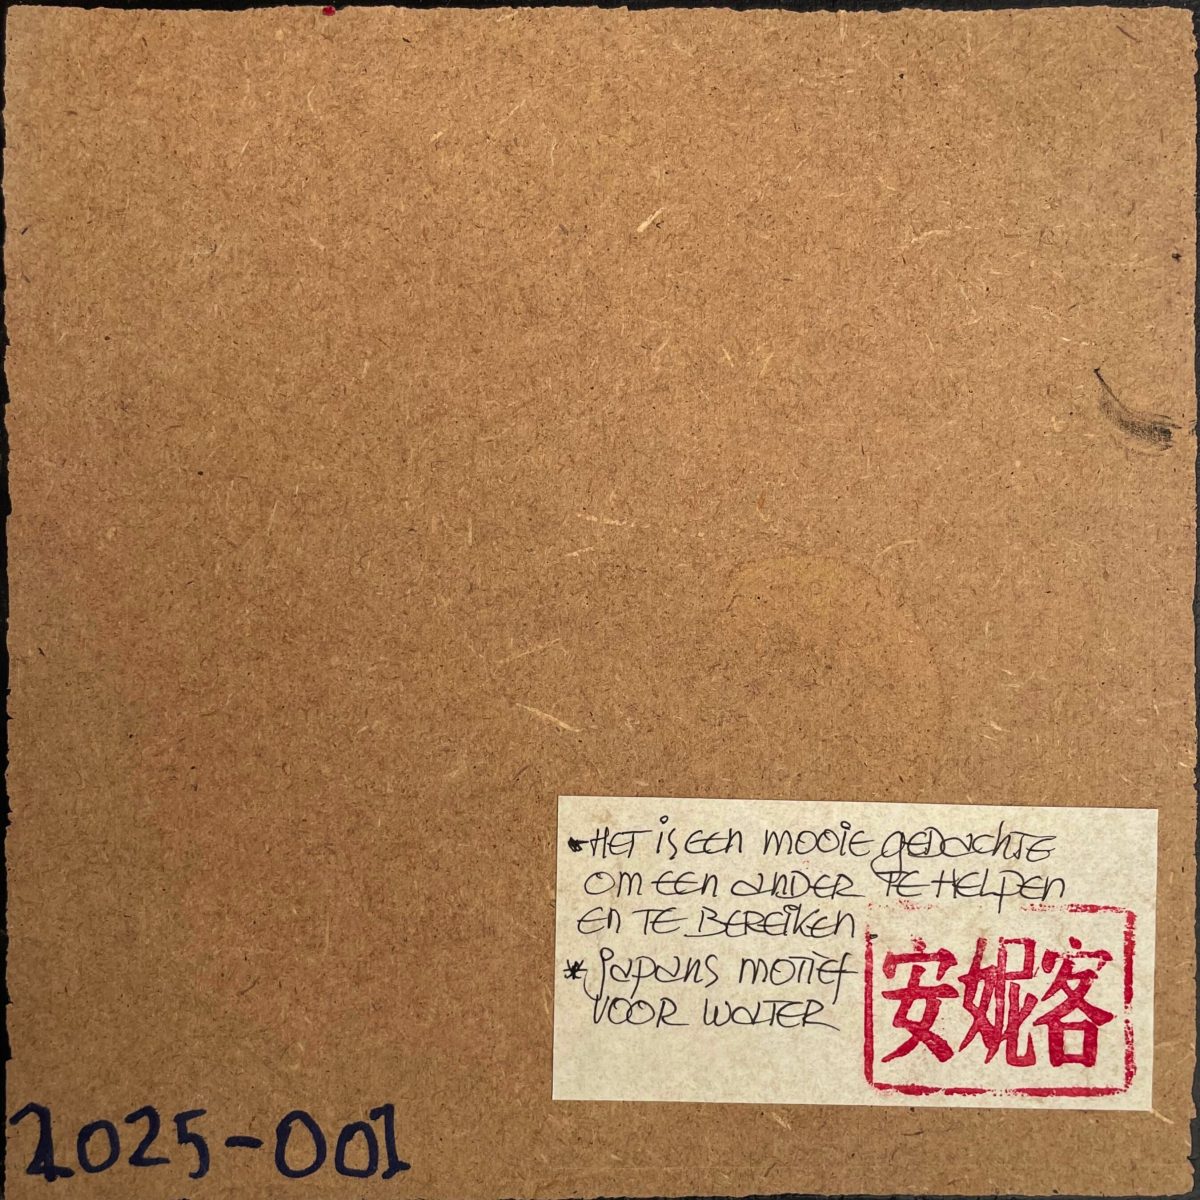 - HET is EEN MOOIE GEDACHTE
OM EEN ANDER TE HELPEN
EN TE BEREIKEN.
* JAPANS MOTIEF
VOOR WALTER
安妮客
2025-001